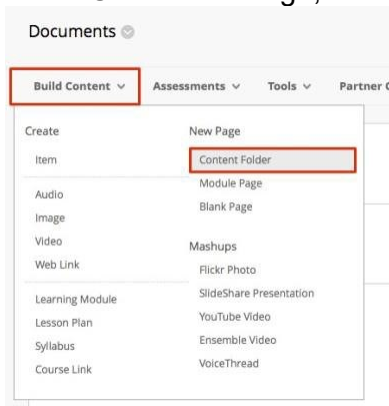 Documents
Build Content Assessments Tools Partner
Create
Item
Audio
Image
Video
Web Link
Learning Module
Lesson Plan
Syllabus
Course Link
New Page
Content Folder
Module Page
Blank Page
Mashups
Flickr Photo
SlideShare Presentation
YouTube Video
Ensemble Video
VoiceThread